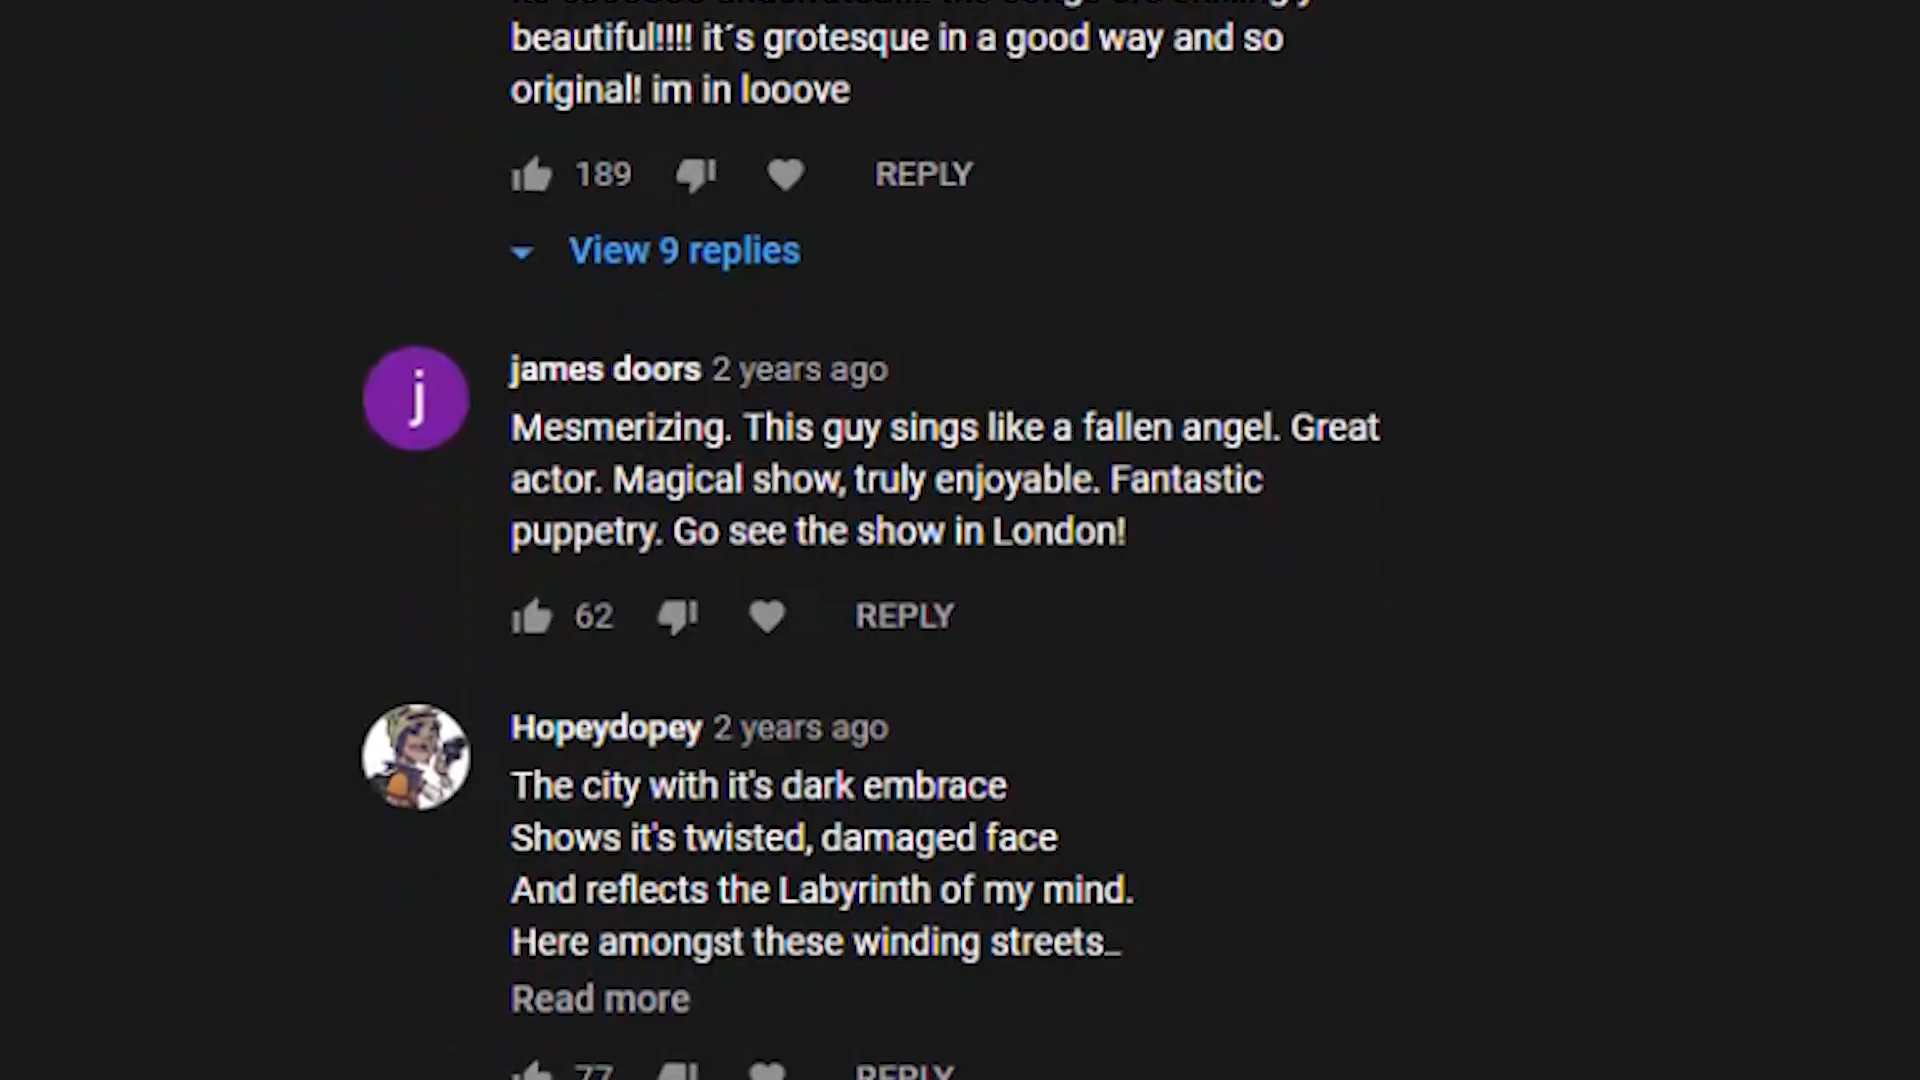 beautiful!!!! it´s grotesque in a good way and so
original! im in looove
189 REPLY
View 9 replies
j
james doors 2 years ago
Mesmerizing. This guy sings like a fallen angel. Great
actor. Magical show, truly enjoyable. Fantastic
puppetry. Go see the show in London!
62 REPLY
Hopeydopey 2 years ago
The city with it's dark embrace
Shows it's twisted, damaged face
And reflects the Labyrinth of my mind.
Here amongst these winding streets…
Read more
77 REPLY